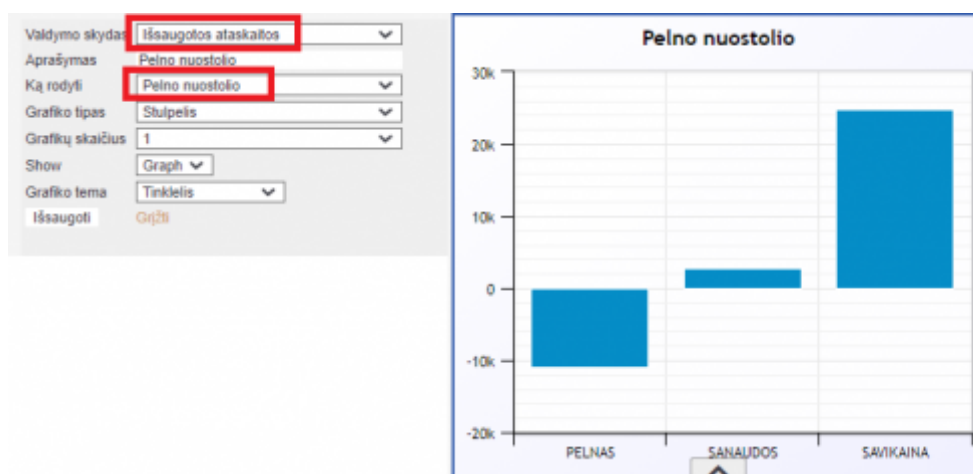 Valdymo skydas Išsaugotos ataskaitos
Aprašymas Pelno nuostolio
Ką rodyti Pelno nuostolio
Grafiko tipas Stulpelis
Grafikų skaičius 1
Show Graph
Grafiko tema Tinklelis
Išsaugoti Grįžti
Pelno nuostolio
30k
20k
10k
0
-10k
-20k
PELNAS SANAUDOS SAVIKAINA